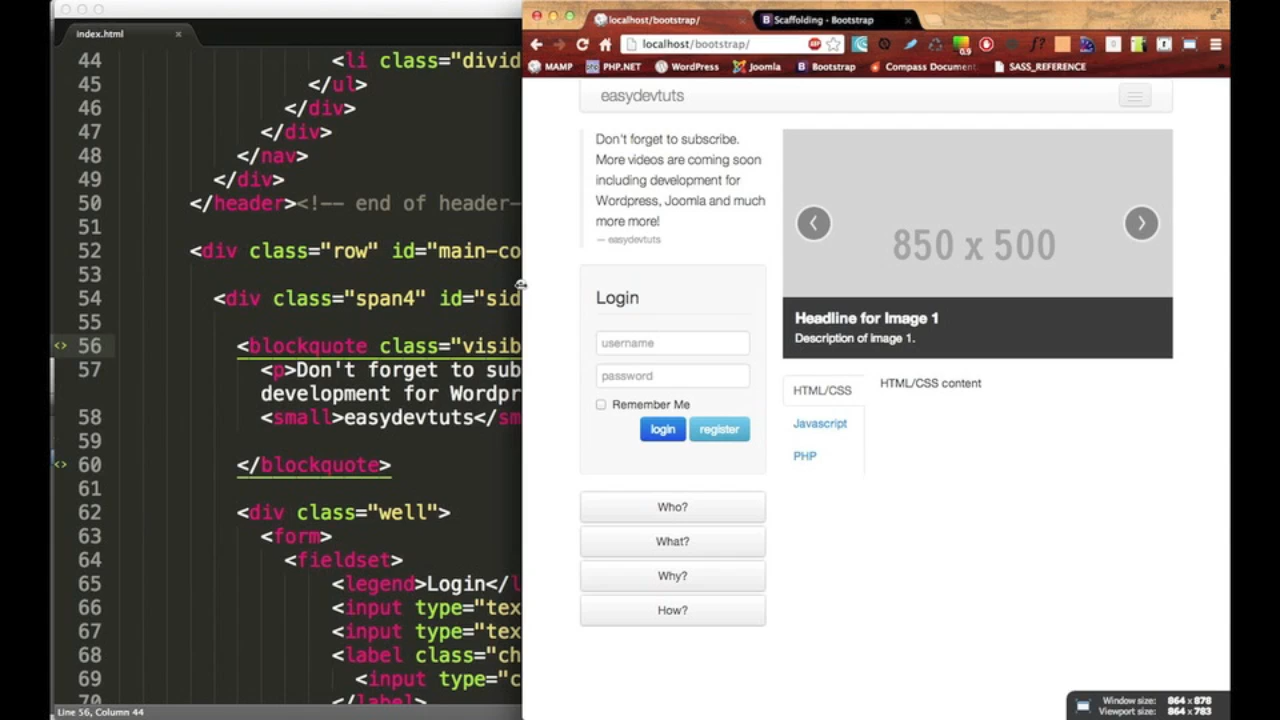 index.html
44 <li class="divid
45 </ul>
46 </div>
47 </div>
48 </nav>
49 </div>
50 </header><!-- end of header-
51
52 <div class="row" id="main-co
53
54 <div class="span4" id="sid
55
56 <blockquote class="visib
57 <p>Don't forget to sub
development for Wordpr
58 <small>easydevtuts</sm
59
60 </blockquote>
61
62 <div class="well">
63 <form>
64 <fieldset>
65 <legend>Login</l
66 <input type="tex
67 <input type="tex
68 <label class="ch
69 <input type="c
70 </label>
Line 56, Column 44
localhost/bootstrap/
Scaffolding · Bootstrap
localhost/bootstrap/
0.9
f?
MAMP
php PHP.NET
WordPress
Joomla
B Bootstrap
Compass Document
SASS_REFERENCE
easydevtuts
Don't forget to subscribe.
More videos are coming soon
including development for
Wordpress, Joomla and much
more more!
— easydevtuts
Login
username
password
Remember Me
login
register
Who?
What?
Why?
How?
850 x 500
Headline for Image 1
Description of Image 1.
HTML/CSS
Javascript
PHP
HTML/CSS content
Window size: 864 x 878
Viewport size: 864 x 783